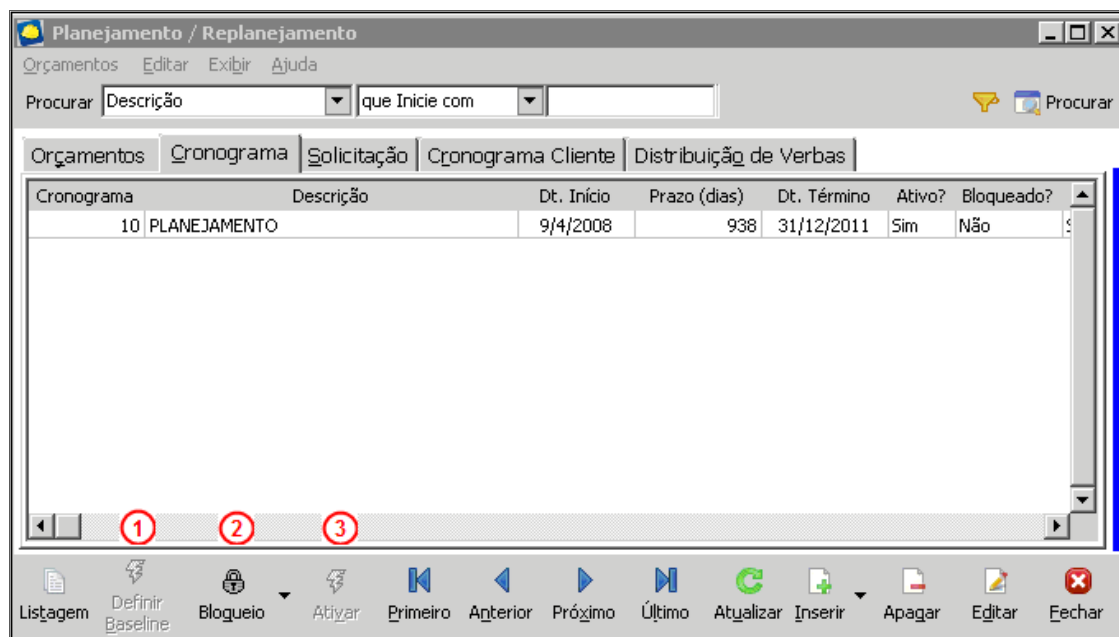 Planejamento / Replanejamento
Orçamentos Editar Exibir Ajuda
Procurar Descrição que Inicie com Procurar
Orçamentos Cronograma Solicitação Cronograma Cliente Distribuição de Verbas
Cronograma Descrição Dt. Início Prazo (dias) Dt. Término Ativo? Bloqueado?
10 PLANEJAMENTO 9/4/2008 938 31/12/2011 Sim Não
1 2 3
Listagem Definir Baseline Bloqueio Ativar Primeiro Anterior Próximo Último Atualizar Inserir Apagar Editar Fechar